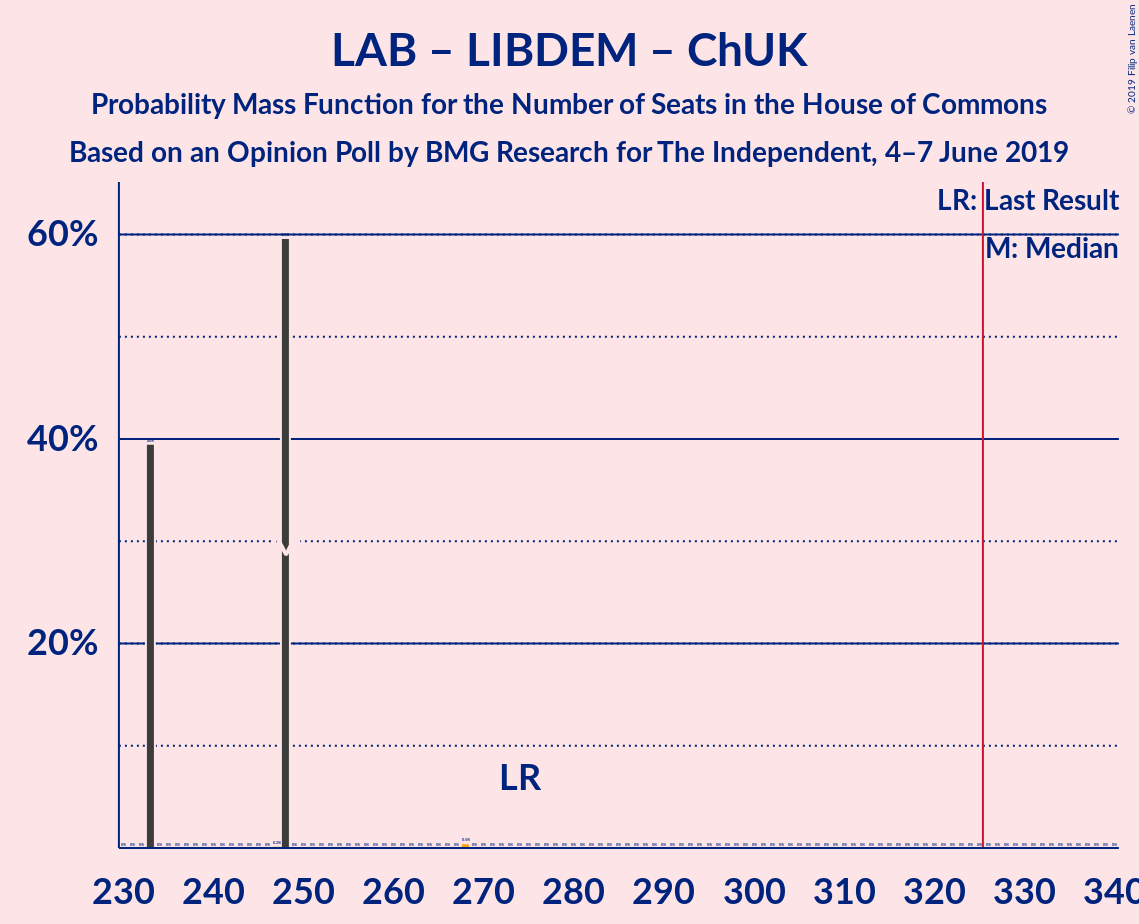 LAB – LIBDEM – ChUK
Probability Mass Function for the Number of Seats in the House of Commons
Based on an Opinion Poll by BMG Research for The Independent, 4–7 June 2019
© 2019 Filip van Laenen
LR: Last Result
M: Median
60%
40%
20%
LR
230 240 250 260 270 280 290 300 310 320 330 340